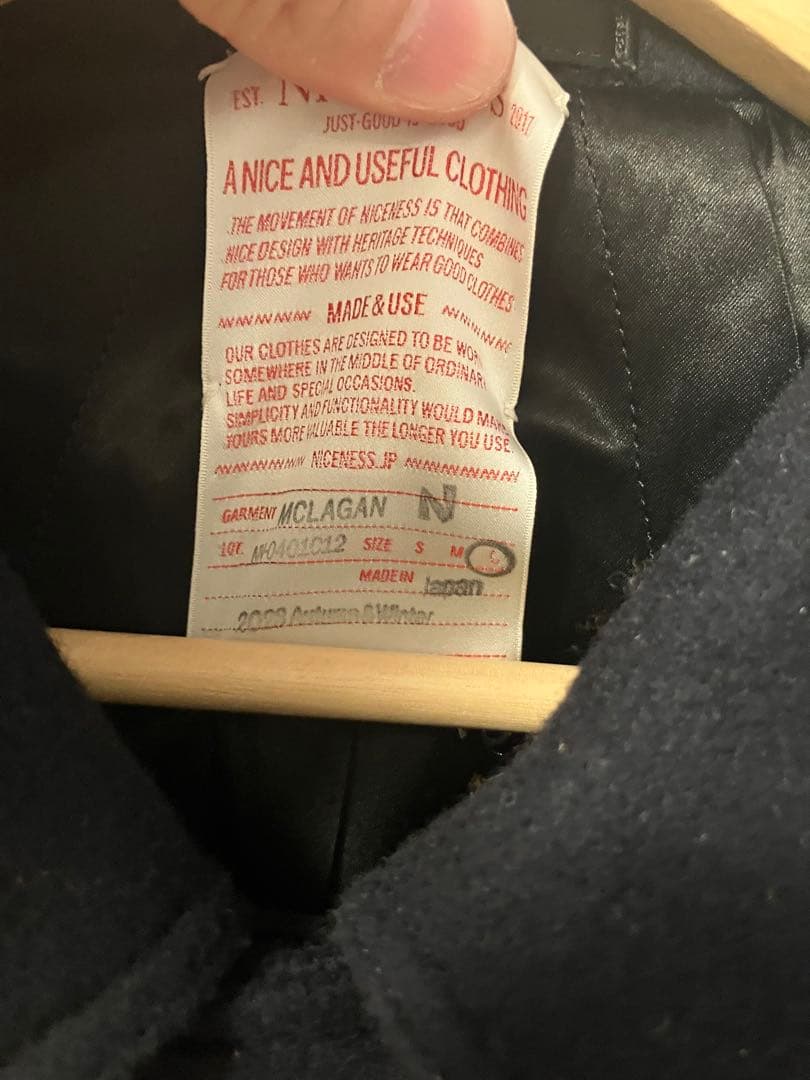 EST. 2017
A NICE AND USEFUL CLOTHING
THE MOVEMENT OF NICENESS IS THAT COMBINES
NICE DESIGN WITH HERITAGE TECHNIQUES
FOR THOSE WHO WANTS TO WEAR GOOD CLOTHES
MADE & USE
OUR CLOTHES ARE DESIGNED TO BE
SOMEWHERE IN THE MIDDLE OF
LIFE AND SPECIAL OCCASIONS.
SIMPLICITY AND FUNCTIONALITY WOULD
YOURS MORE VALUABLE THE LONGER YOU USE.
NICENESS.JP
GARMENT MCLAGAN N
LOT. SIZE S M L
MADE IN Japan
Autumn & Winter